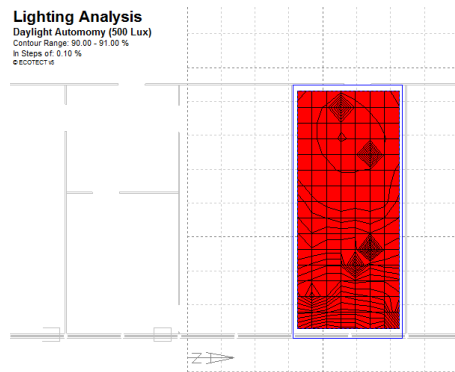 Lighting Analysis
Daylight Automomy (500 Lux)
Contour Range: 90.00 - 91.00 %
In Steps of: 0.10 %
© ECOTECT v5
N